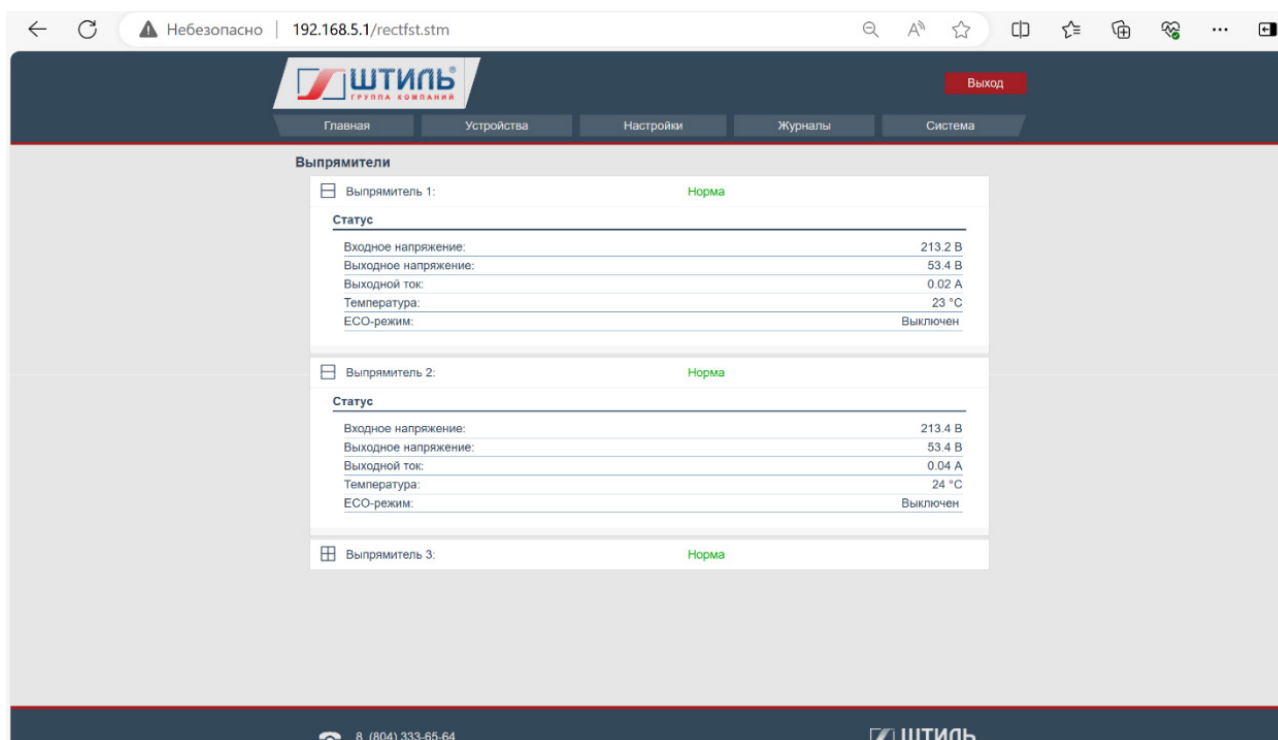 Небезопасно
192.168.5.1/rectfst.stm
ШТИЛЬ
ГРУППА КОМПАНИЙ
Выход
Главная Устройства Настройки Журналы Система
Выпрямители
Выпрямитель 1: Норма
Статус
Входное напряжение: 213.2 В
Выходное напряжение: 53.4 В
Выходной ток: 0.02 А
Температура: 23 °C
ECO-режим: Выключен
Выпрямитель 2: Норма
Статус
Входное напряжение: 213.4 В
Выходное напряжение: 53.4 В
Выходной ток: 0.04 А
Температура: 24 °C
ECO-режим: Выключен
Выпрямитель 3: Норма
8 (804) 333-65-64 ШТИЛЬ